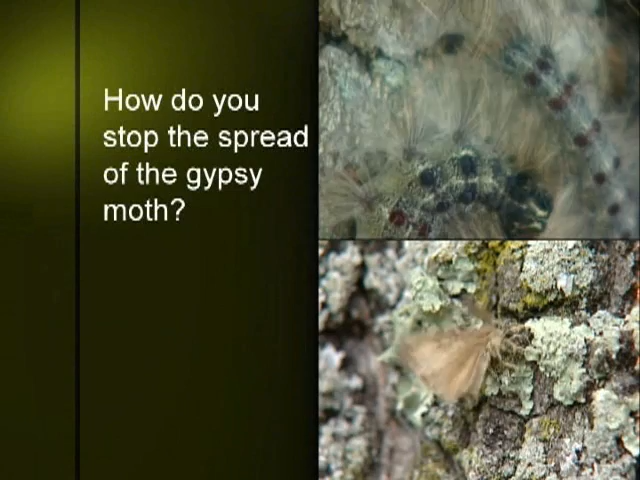 How do you
stop the spread
of the gypsy
moth?